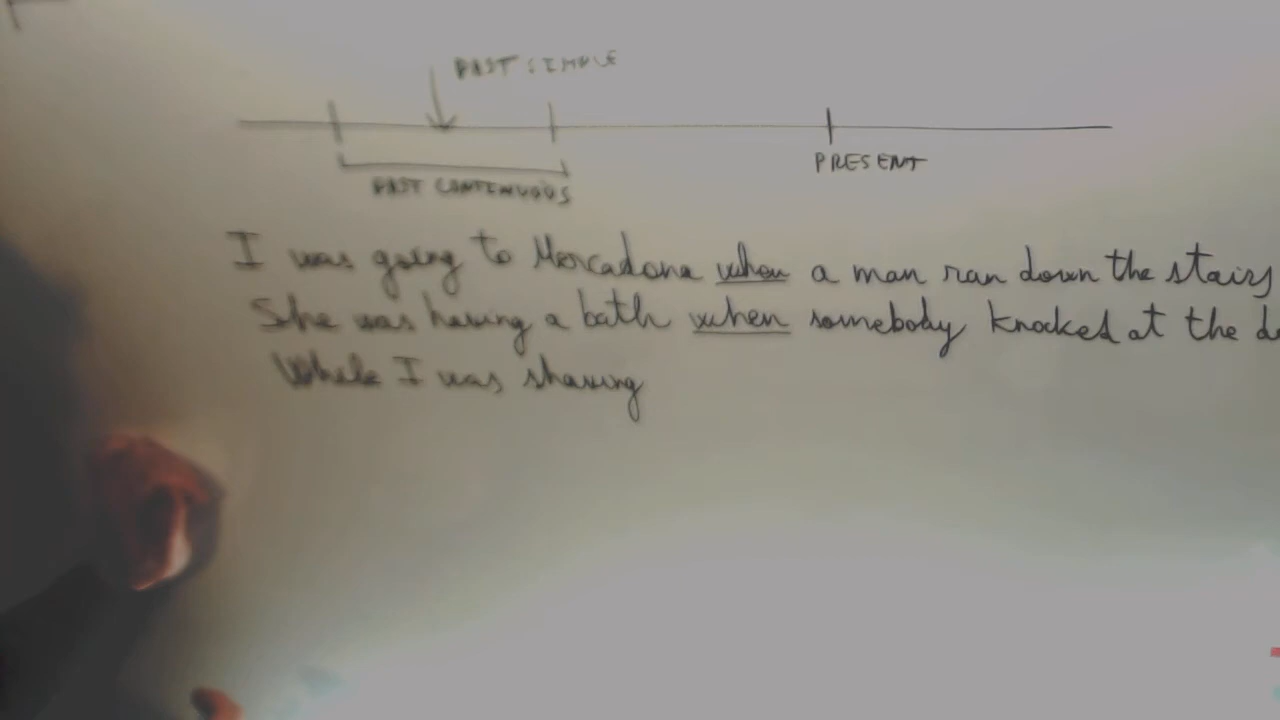 PAST SIMPLE
PRESENT
PAST CONTINUOUS
I was going to Mercadona when a man ran down the stairs
She was having a bath when somebody knocked at the d
While I was shaving